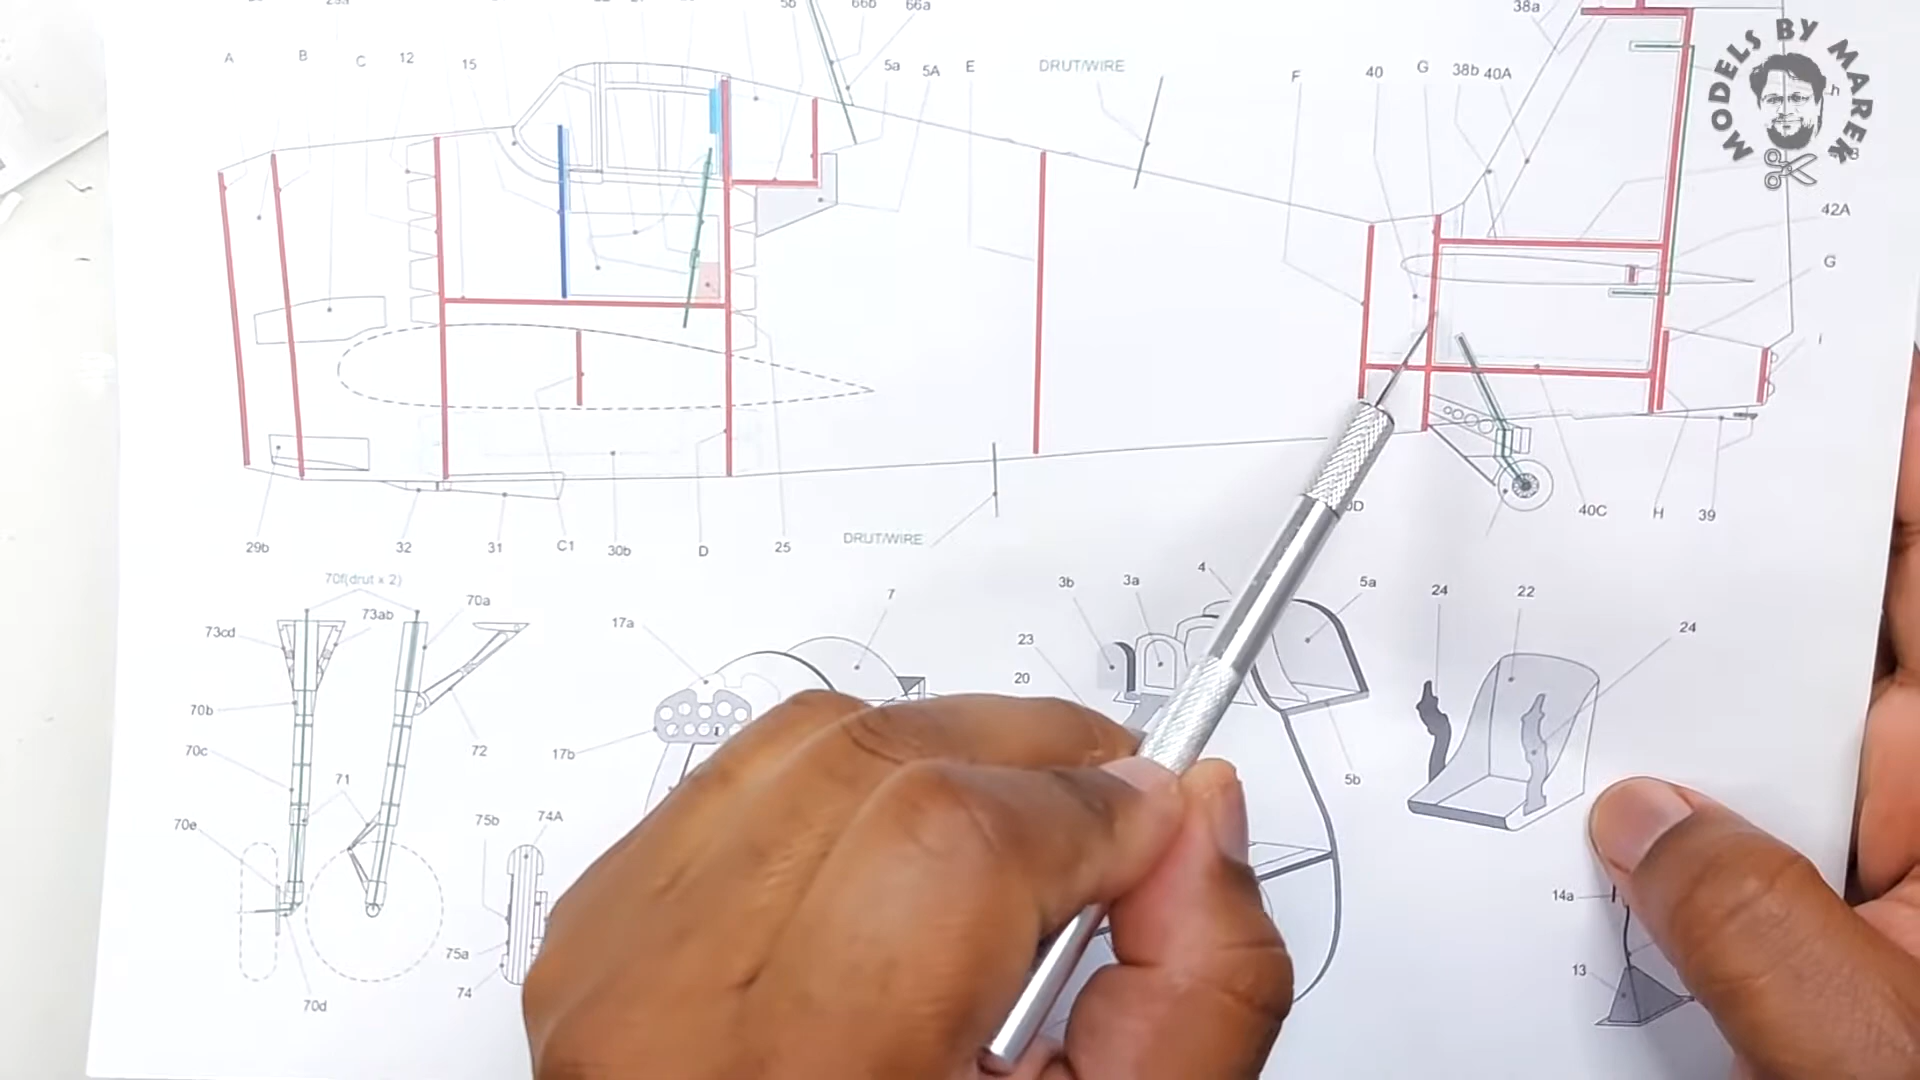 5b
66b
66a
38a
A
B
C
12
15
5a
5A
E
DRUT/WIRE
F
40
G
38b
40A
MODELS BY MAREK
42A
G
29b
32
31
C1
30b
D
25
DRUT/WIRE
40C
H
39
70f(drut x 2)
73cd
73ab
70a
70b
70c
71
72
70e
70d
17a
7
17b
75b
74A
75a
74
3b
3a
4
5a
23
20
5b
24
22
24
14a
13